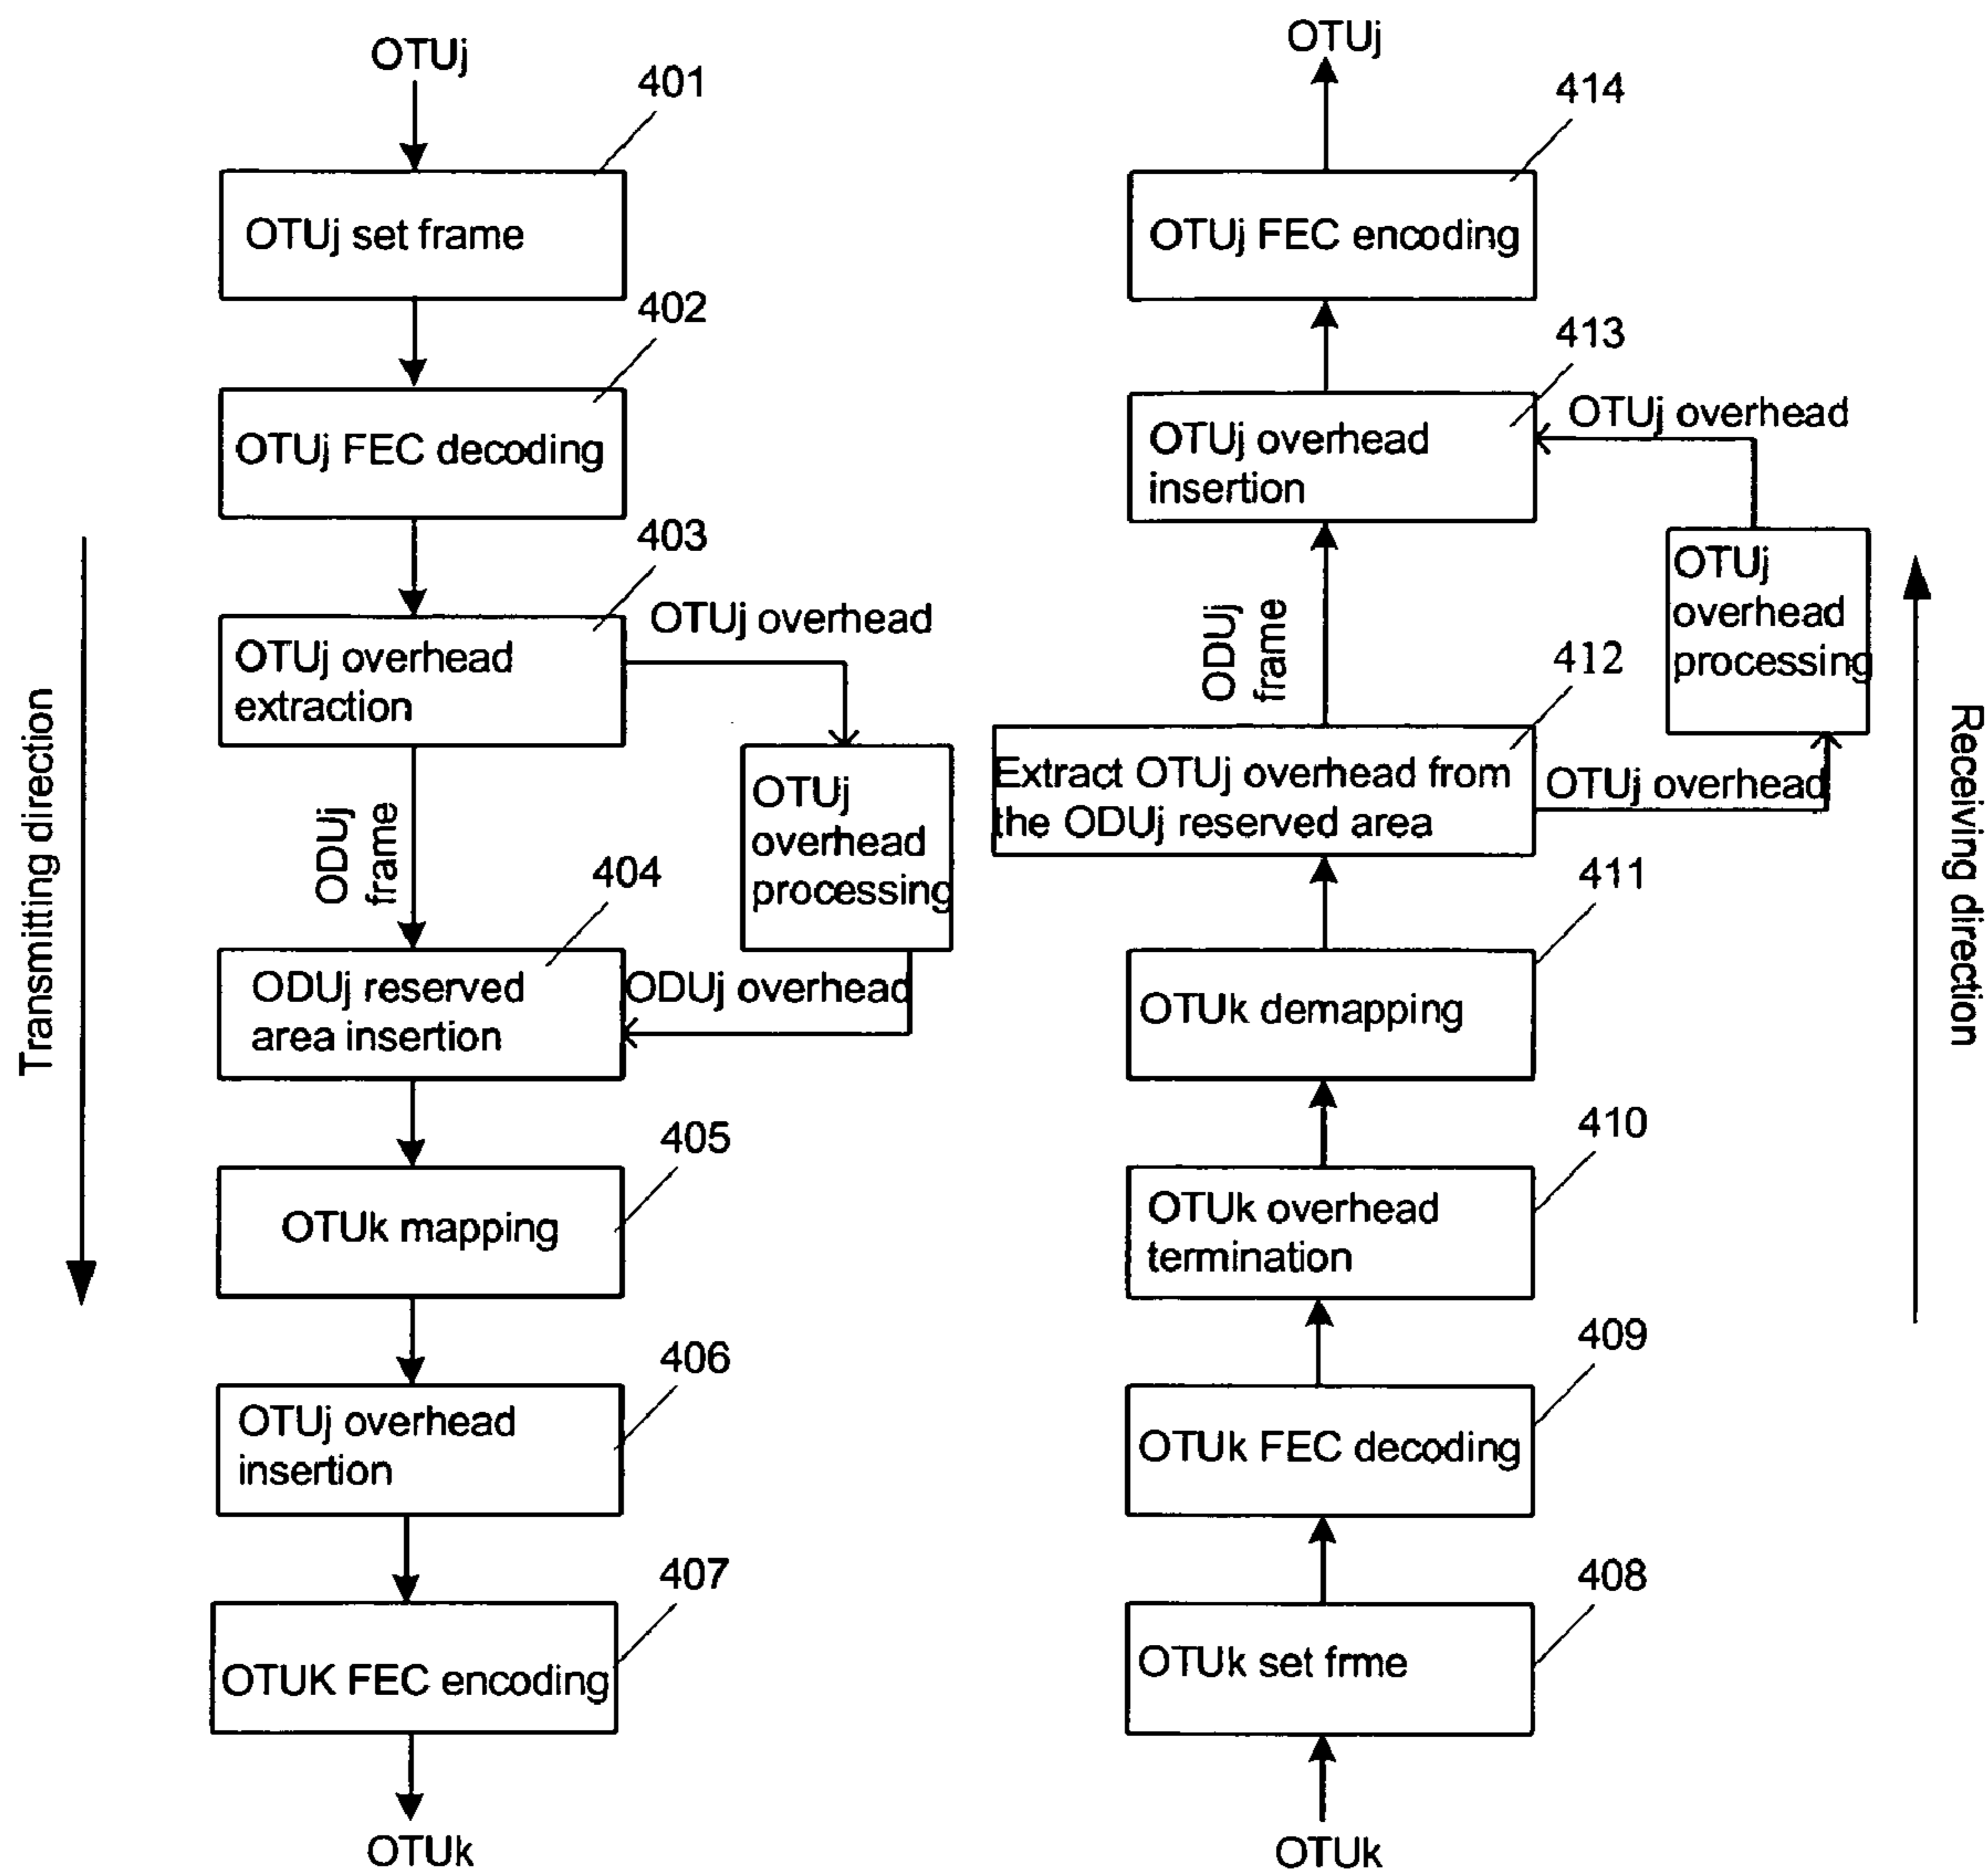 OTUj
401
OTUj set frame
402
OTUj FEC decoding
403
OTUj overhead
extraction
OTUj overhead
OTUj
overhead
processing
ODUj
frame
404
ODUj reserved
area insertion
ODUj overhead
405
OTUk mapping
406
OTUj overhead
insertion
407
OTUK FEC encoding
OTUk
Transmitting direction
OTUj
414
OTUj FEC encoding
413
OTUj overhead
insertion
OTUj overhead
OTUj
overhead
processing
ODUj
frame
412
Extract OTUj overhead from
the ODUj reserved area
OTUj overhead
411
OTUk demapping
410
OTUk overhead
termination
409
OTUk FEC decoding
408
OTUk set frme
OTUk
Receiving direction